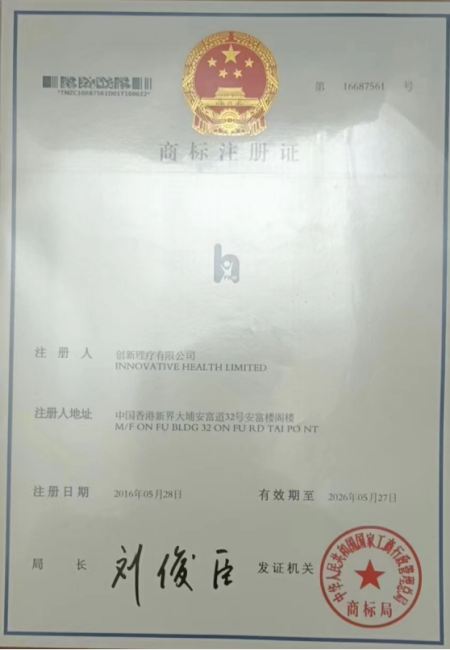 第 16687561 号
*TMZC16687561D01T180622*
商标注册证
h
注册人 创新理疗有限公司
INNOVATIVE HEALTH LIMITED
注册人地址 中国香港新界大埔安富道32号安富楼阁楼
M/F ON FU BLDG 32 ON FU RD TAI PO NT
注册日期 2016年05月28日 有效期至 2026年05月27日
局长 刘俊臣 发证机关
中华人民共和国国家工商行政管理总局
商标局